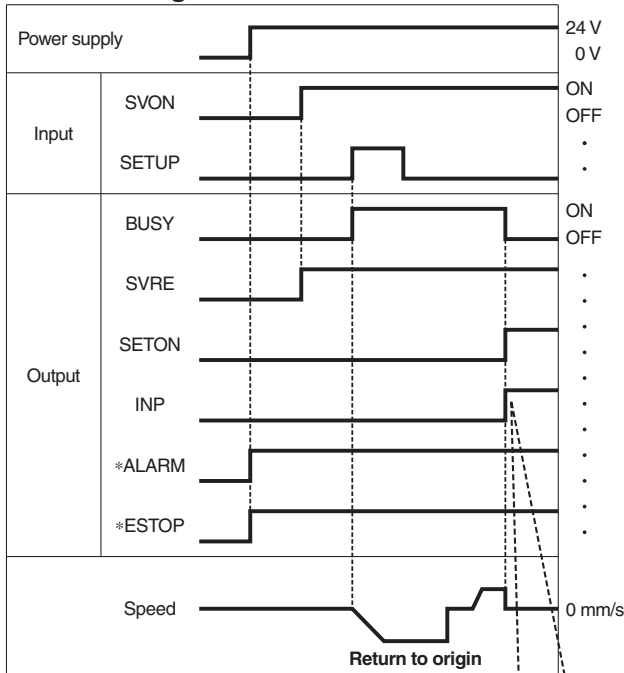 Power supply
24 V
0 V
Input
SVON
ON
OFF
SETUP
Output
BUSY
ON
OFF
SVRE
SETON
INP
*ALARM
*ESTOP
Speed
0 mm/s
Return to origin